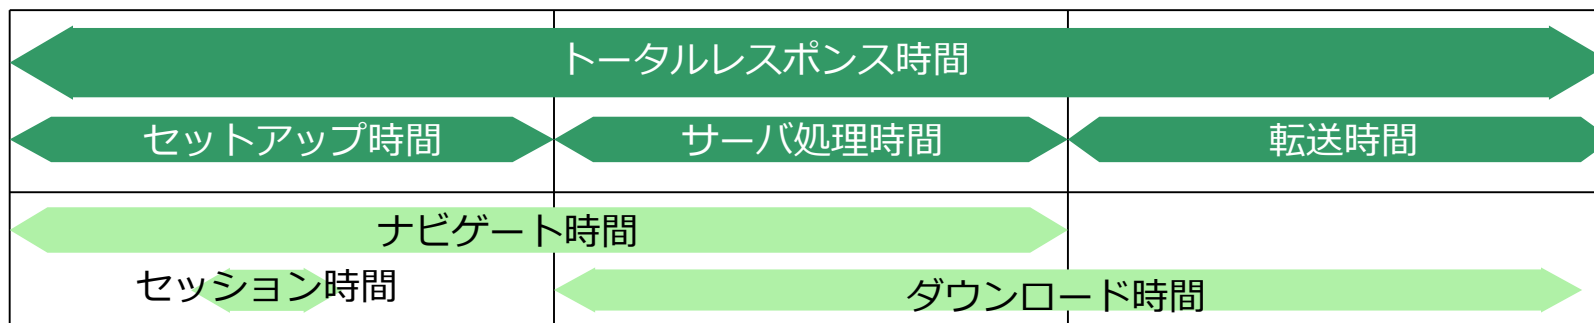 トータルレスポンス時間
セットアップ時間 サーバ処理時間 転送時間
ナビゲート時間
セッション時間 ダウンロード時間